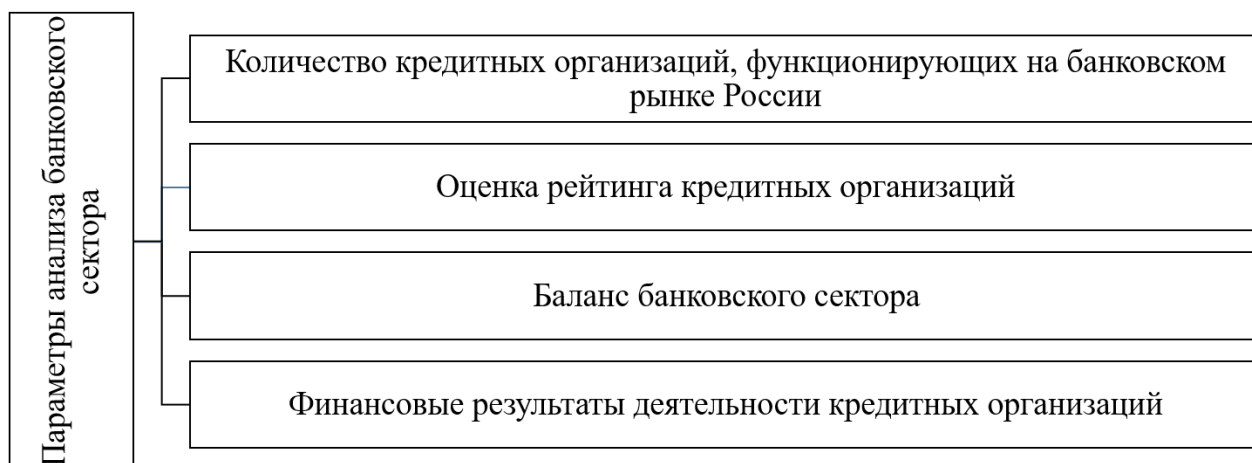 Параметры анализа банковского
сектора
Количество кредитных организаций, функционирующих на банковском
рынке России
Оценка рейтинга кредитных организаций
Баланс банковского сектора
Финансовые результаты деятельности кредитных организаций